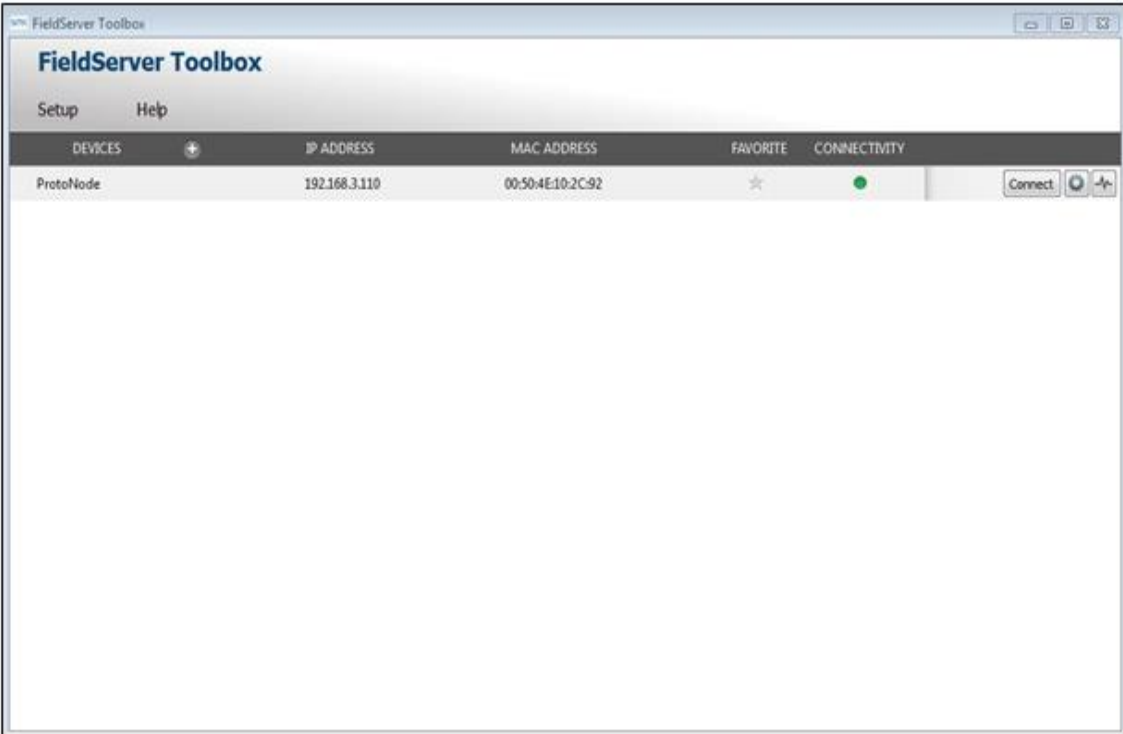 FieldServer Toolbox
FieldServer Toolbox
Setup Help
DEVICES IP ADDRESS MAC ADDRESS FAVORITE CONNECTIVITY
ProtoNode 192.168.3.110 00:50:4E:10:2C:92 Connect